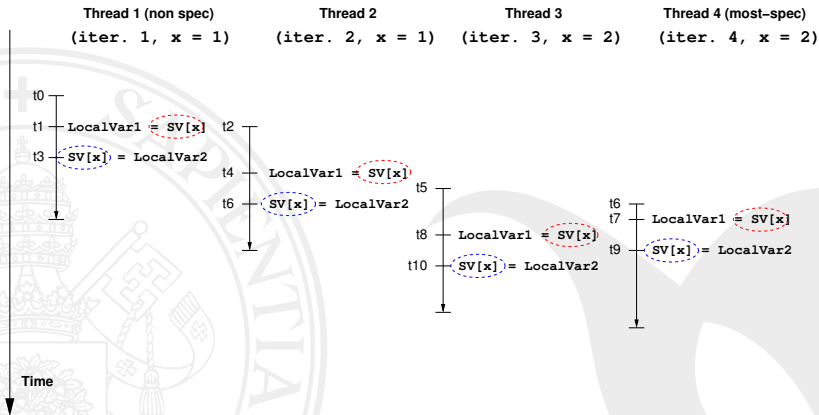 Thread 1 (non spec)
(iter. 1, x = 1)
t0
t1 LocalVar1 = SV[x]
t3 SV[x] = LocalVar2
Thread 2
(iter. 2, x = 1)
t2
t4 LocalVar1 = SV[x]
t6 SV[x] = LocalVar2
Thread 3
(iter. 3, x = 2)
t5
t8 LocalVar1 = SV[x]
t10 SV[x] = LocalVar2
Thread 4 (most-spec)
(iter. 4, x = 2)
t6
t7 LocalVar1 = SV[x]
t9 SV[x] = LocalVar2
Time
SAPIENTIA